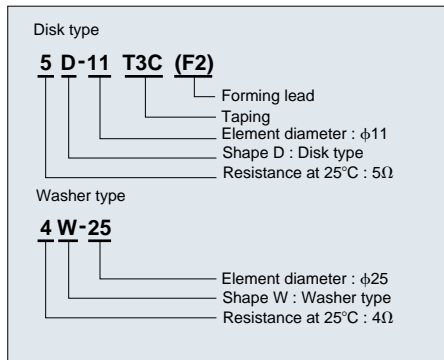 Disk type
5 D-11 T3C (F2)
Forming lead
Taping
Element diameter : ϕ11
Shape D : Disk type
Resistance at 25°C : 5Ω
Washer type
4 W-25
Element diameter : ϕ25
Shape W : Washer type
Resistance at 25°C : 4Ω